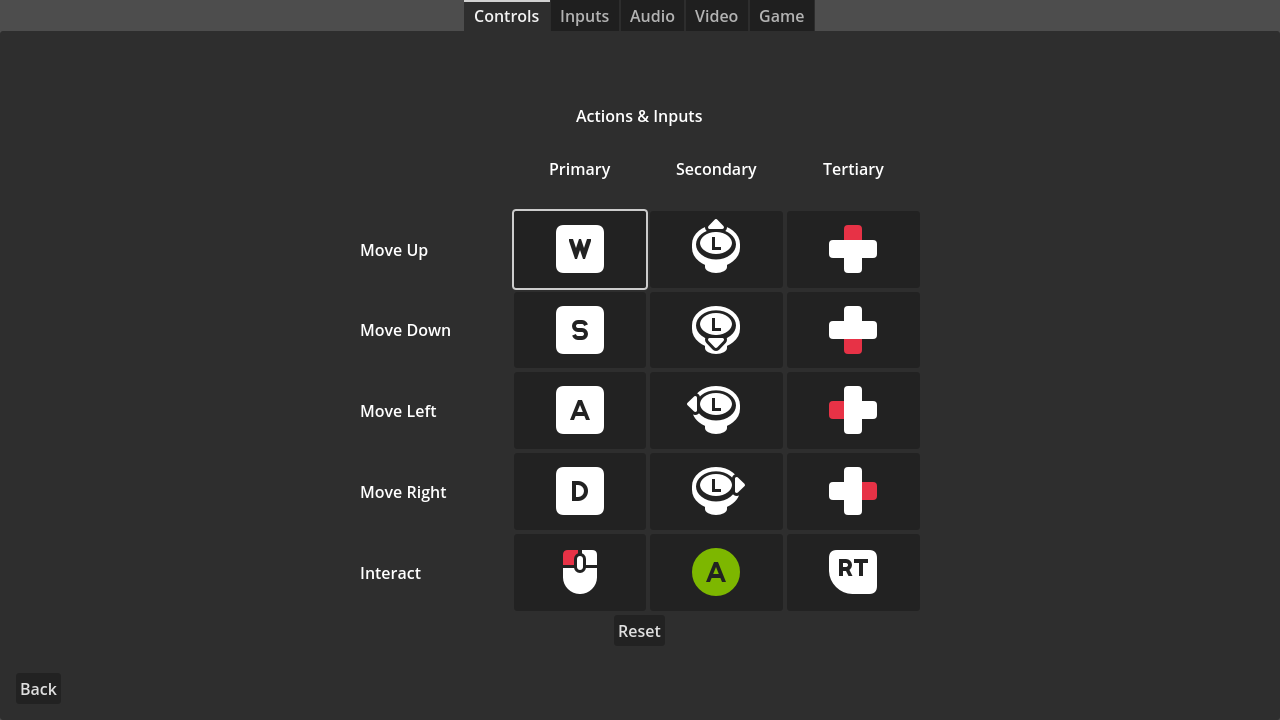 Controls Inputs Audio Video Game
Actions & Inputs
Primary Secondary Tertiary
Move Up W L
Move Down S L
Move Left A L
Move Right D L
Interact A RT
Reset
Back